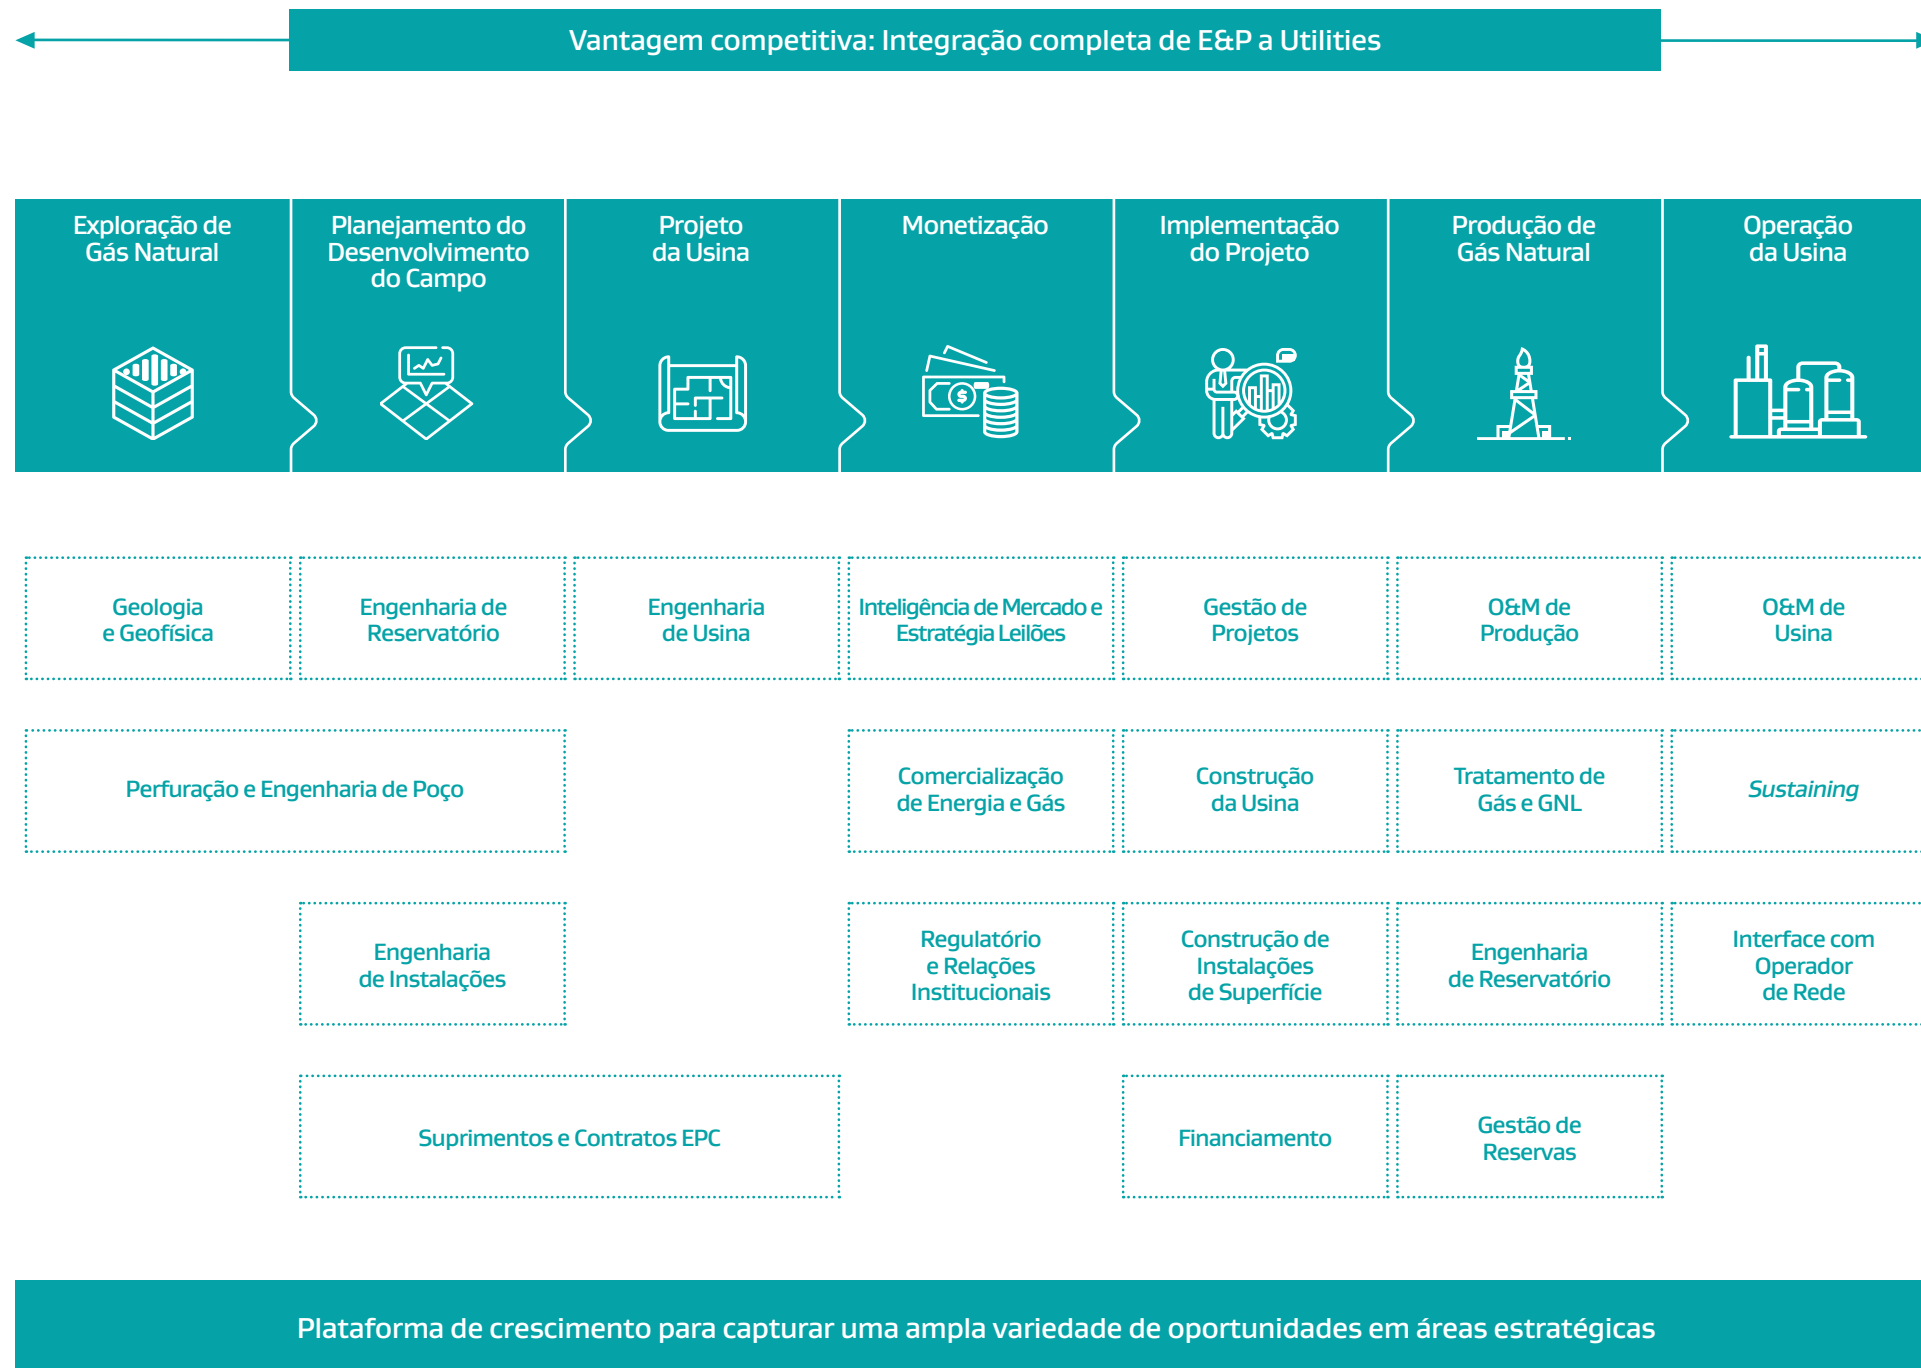 Vantagem competitiva: Integração completa de E&P a Utilities
Exploração de
Gás Natural
Planejamento do
Desenvolvimento
do Campo
Projeto
da Usina
Monetização
Implementação
do Projeto
Produção de
Gás Natural
Operação
da Usina
$
Geologia
e Geofísica
Engenharia de
Reservatório
Engenharia
de Usina
Inteligência de Mercado e
Estratégia Leilões
Gestão de
Projetos
O&M de
Produção
O&M de
Usina
Perfuração e Engenharia de Poço
Comercialização
de Energia e Gás
Construção
da Usina
Tratamento de
Gás e GNL
Sustaining
Engenharia
de Instalações
Regulatório
e Relações
Institucionais
Construção de
Instalações
de Superfície
Engenharia
de Reservatório
Interface com
Operador
de Rede
Suprimentos e Contratos EPC
Financiamento
Gestão de
Reservas
Plataforma de crescimento para capturar uma ampla variedade de oportunidades em áreas estratégicas